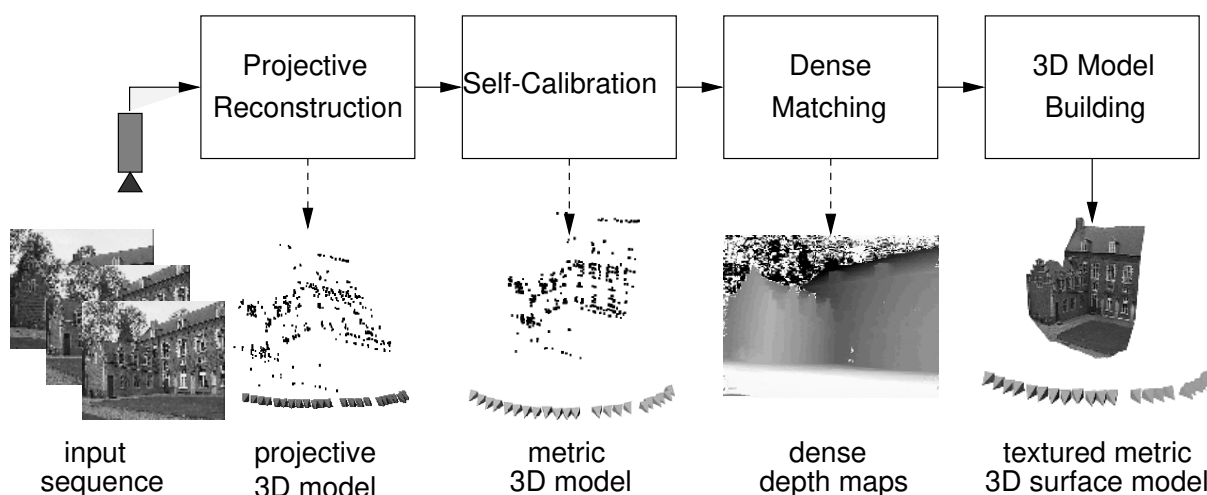 Projective
Reconstruction
Self-Calibration
Dense
Matching
3D Model
Building
input
sequence
projective
3D model
metric
3D model
dense
depth maps
textured metric
3D surface model